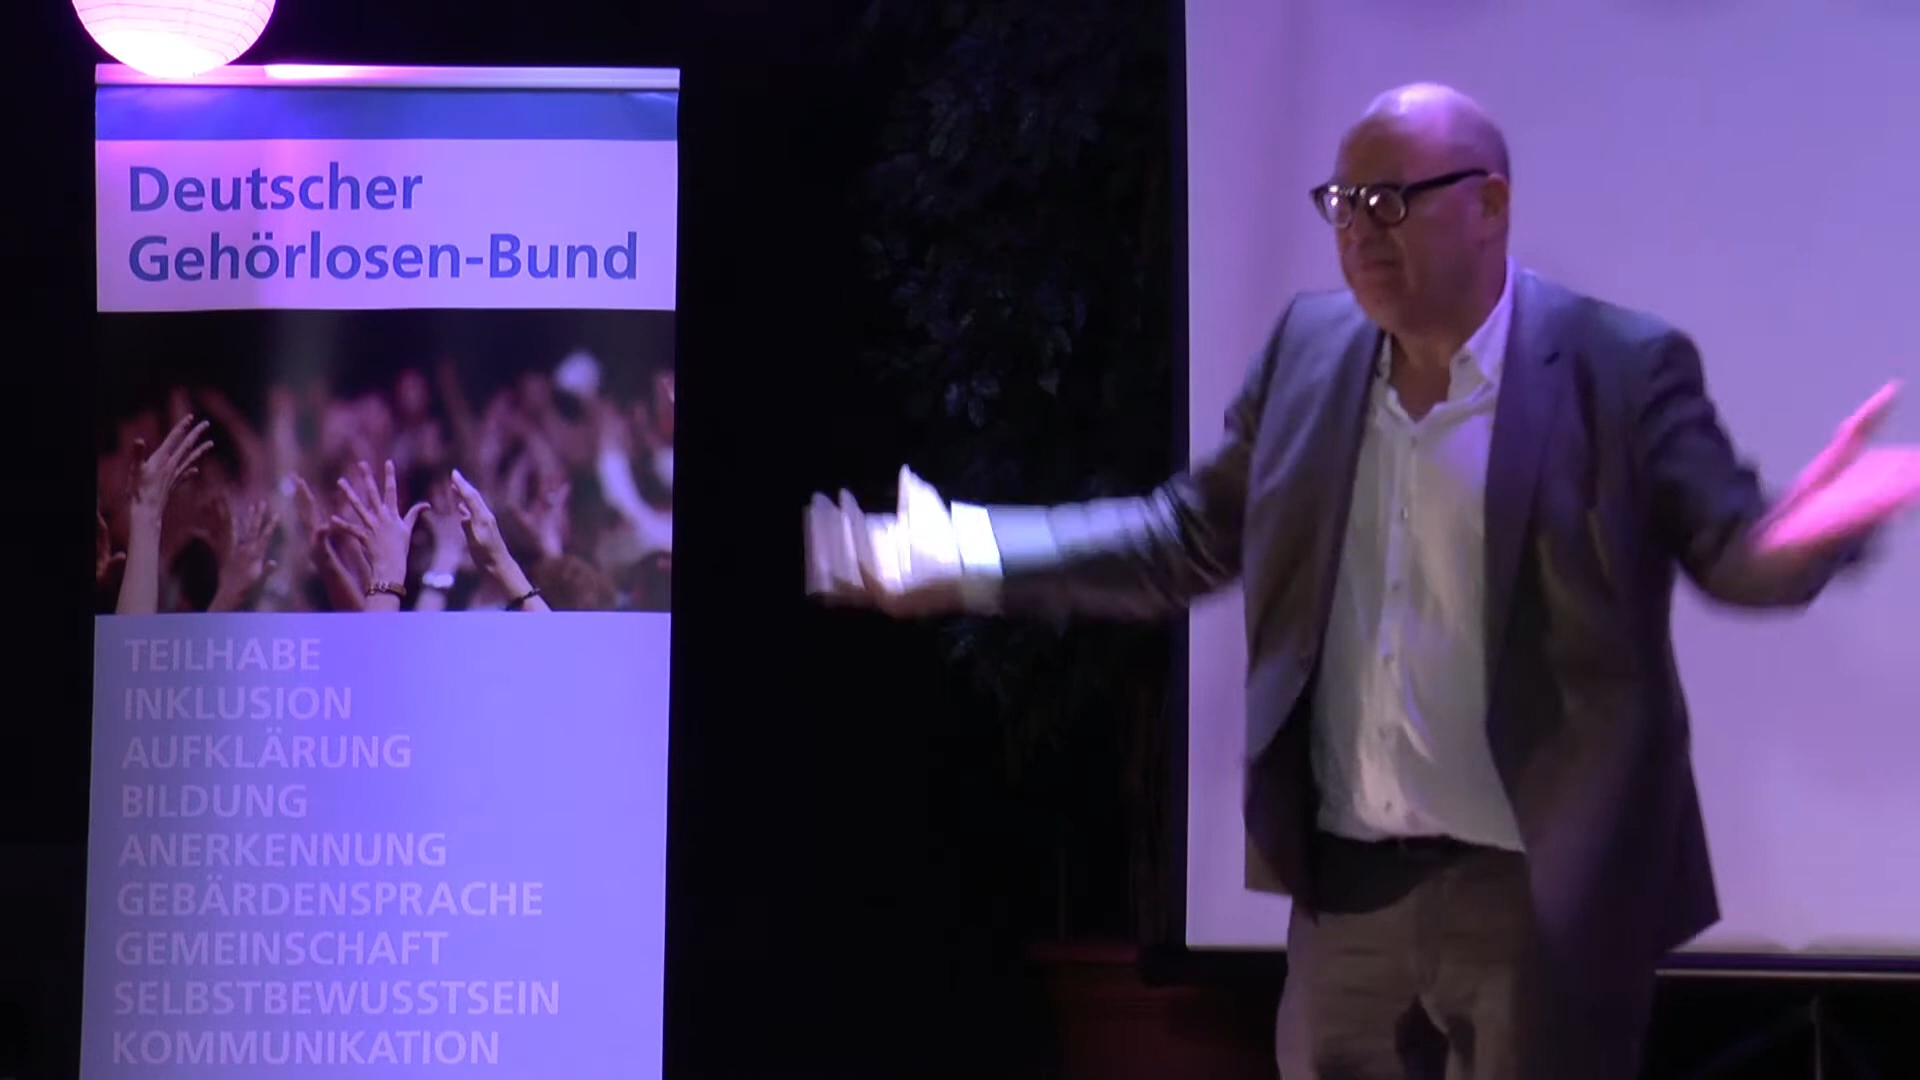 Deutscher
Gehörlosen-Bund
TEILHABE
INKLUSION
AUFKLÄRUNG
BILDUNG
ANERKENNUNG
GEBÄRDENSPRACHE
GEMEINSCHAFT
SELBSTBEWUSSTSEIN
KOMMUNIKATION